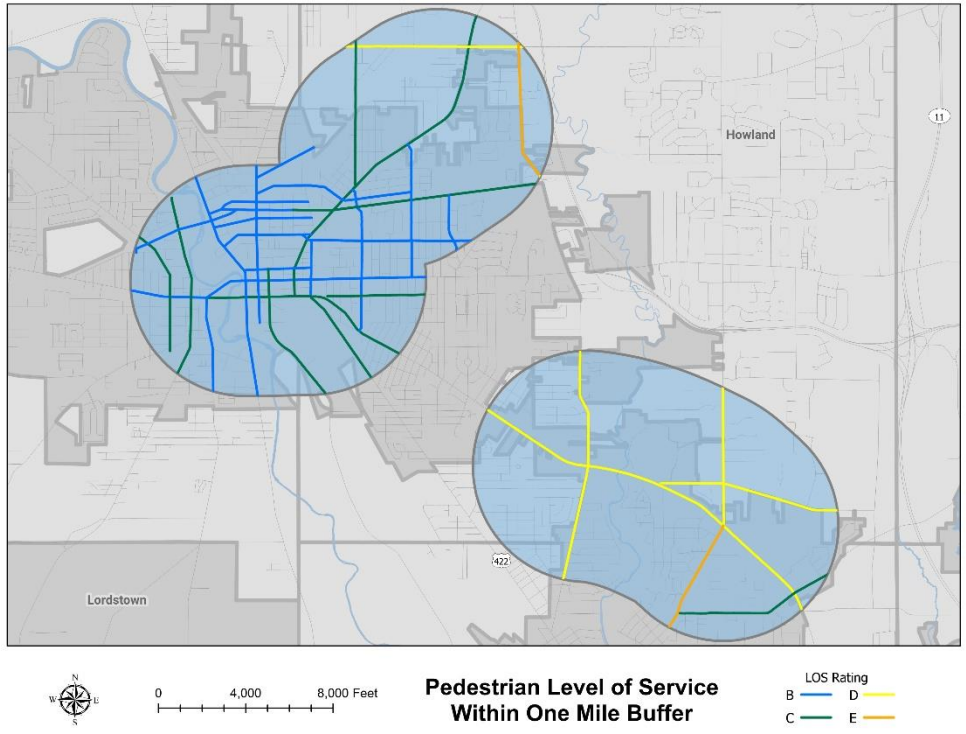 Howland
11
422
Lordstown
N
W E
S
0 4,000 8,000 Feet
Pedestrian Level of Service
Within One Mile Buffer
LOS Rating
B D
C E